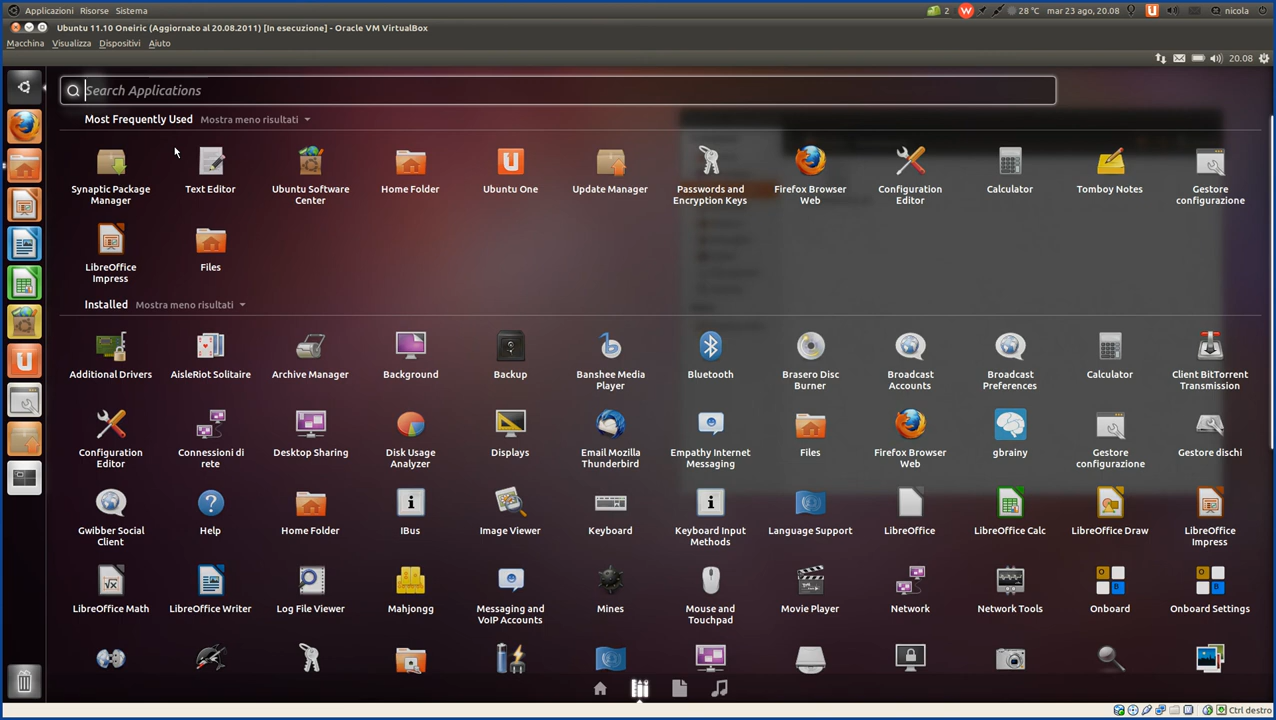 Applicazioni Risorse Sistema
2 28 °C mar 23 ago, 20.08 nicola
Ubuntu 11.10 Oneiric (Aggiornato al 20.08.2011) [In esecuzione] - Oracle VM VirtualBox
Macchina Visualizza Dispositivi Aiuto
20.08
Search Applications
Most Frequently Used Mostra meno risultati
Synaptic Package Manager
Text Editor
Ubuntu Software Center
Home Folder
Ubuntu One
Update Manager
Passwords and Encryption Keys
Firefox Browser Web
Configuration Editor
Calculator
Tomboy Notes
Gestore configurazione
LibreOffice Impress
Files
Installed Mostra meno risultati
Additional Drivers
AisleRiot Solitaire
Archive Manager
Background
Backup
Banshee Media Player
Bluetooth
Brasero Disc Burner
Broadcast Accounts
Broadcast Preferences
Calculator
Client BitTorrent Transmission
Configuration Editor
Connessioni di rete
Desktop Sharing
Disk Usage Analyzer
Displays
Email Mozilla Thunderbird
Empathy Internet Messaging
Files
Firefox Browser Web
gbrainy
Gestore configurazione
Gestore dischi
Gwibber Social Client
Help
Home Folder
IBus
Image Viewer
Keyboard
Keyboard Input Methods
Language Support
LibreOffice
LibreOffice Calc
LibreOffice Draw
LibreOffice Impress
LibreOffice Math
LibreOffice Writer
Log File Viewer
Mahjongg
Messaging and VoIP Accounts
Mines
Mouse and Touchpad
Movie Player
Network
Network Tools
Onboard
Onboard Settings
Ctrl destro